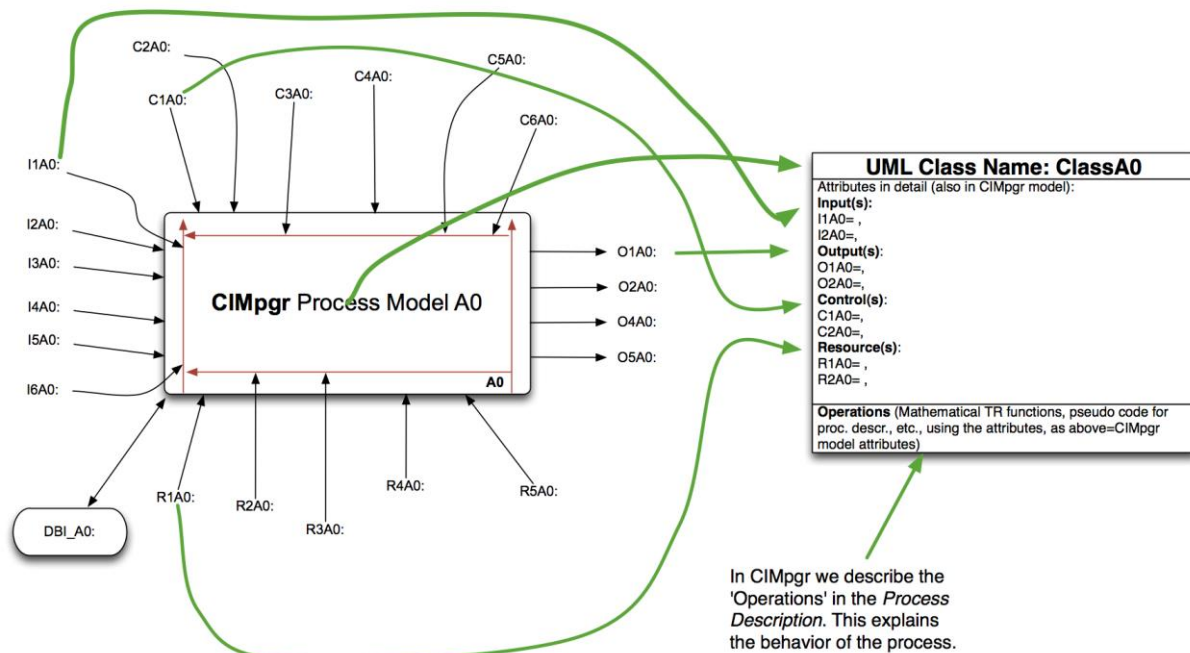 C2A0:
C5A0:
C4A0:
C1A0:
C3A0:
C6A0:
I1A0:
I2A0:
I3A0:
I4A0:
I5A0:
I6A0:
CIMpgr Process Model A0
A0
O1A0:
O2A0:
O4A0:
O5A0:
R1A0:
R2A0:
R3A0:
R4A0:
R5A0:
DBI_A0:
UML Class Name: ClassA0
Attributes in detail (also in CIMpgr model):
Input(s):
I1A0= ,
I2A0=,
Output(s):
O1A0=,
O2A0=,
Control(s):
C1A0=,
C2A0=,
Resource(s):
R1A0= ,
R2A0= ,
Operations (Mathematical TR functions, pseudo code for
proc. descr., etc., using the attributes, as above=CIMpgr
model attributes)
In CIMpgr we describe the
'Operations' in the Process
Description. This explains
the behavior of the process.